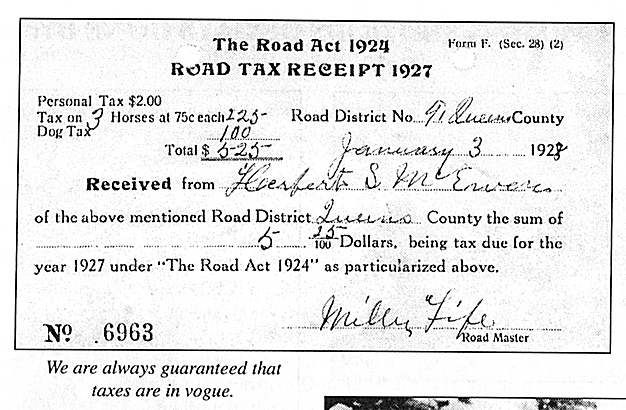 The Road Act 1924 Form F. (Sec. 28) (2)
ROAD TAX RECEIPT 1927
Personal Tax $2.00
Tax on 3 Horses at 75c each 225 Road District No. 9. Queens County
Dog Tax 100
Total $ 5-25 January 3 1928
Received from Herbert S. McEwen
of the above mentioned Road District Queens County the sum of
5 25/100 Dollars, being tax due for the
year 1927 under "The Road Act 1924" as particularized above.
Fife
Nº 6963 Road Master
We are always guaranteed that
taxes are in vogue.